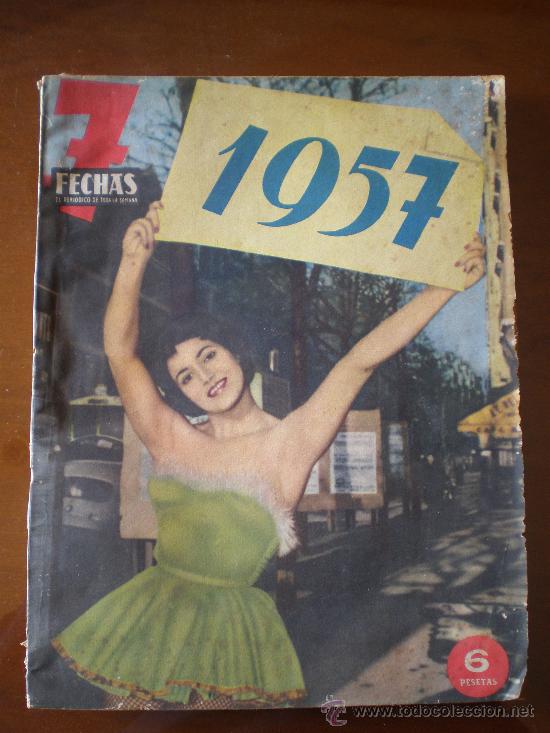 7
FECHAS
EL PERIODICO DE TODA LA SEMANA
1957
6
PESETAS
www.todocoleccion.net